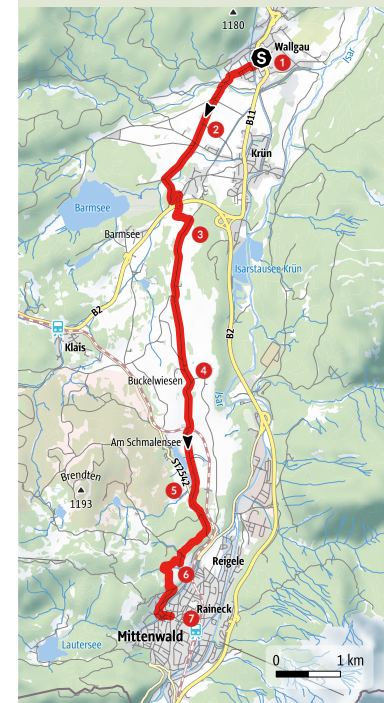 1180
Wallgau
Isar
S
1
B11
2
Krün
Barmsee
Barmsee
3
Isarstausee Krün
B2
B2
Klais
4
Buckelwiesen
Isar
Am Schmalensee
ST2542
Brendten
1193
5
Reigele
6
Raineck
7
Mittenwald
Lautersee
0 1 km